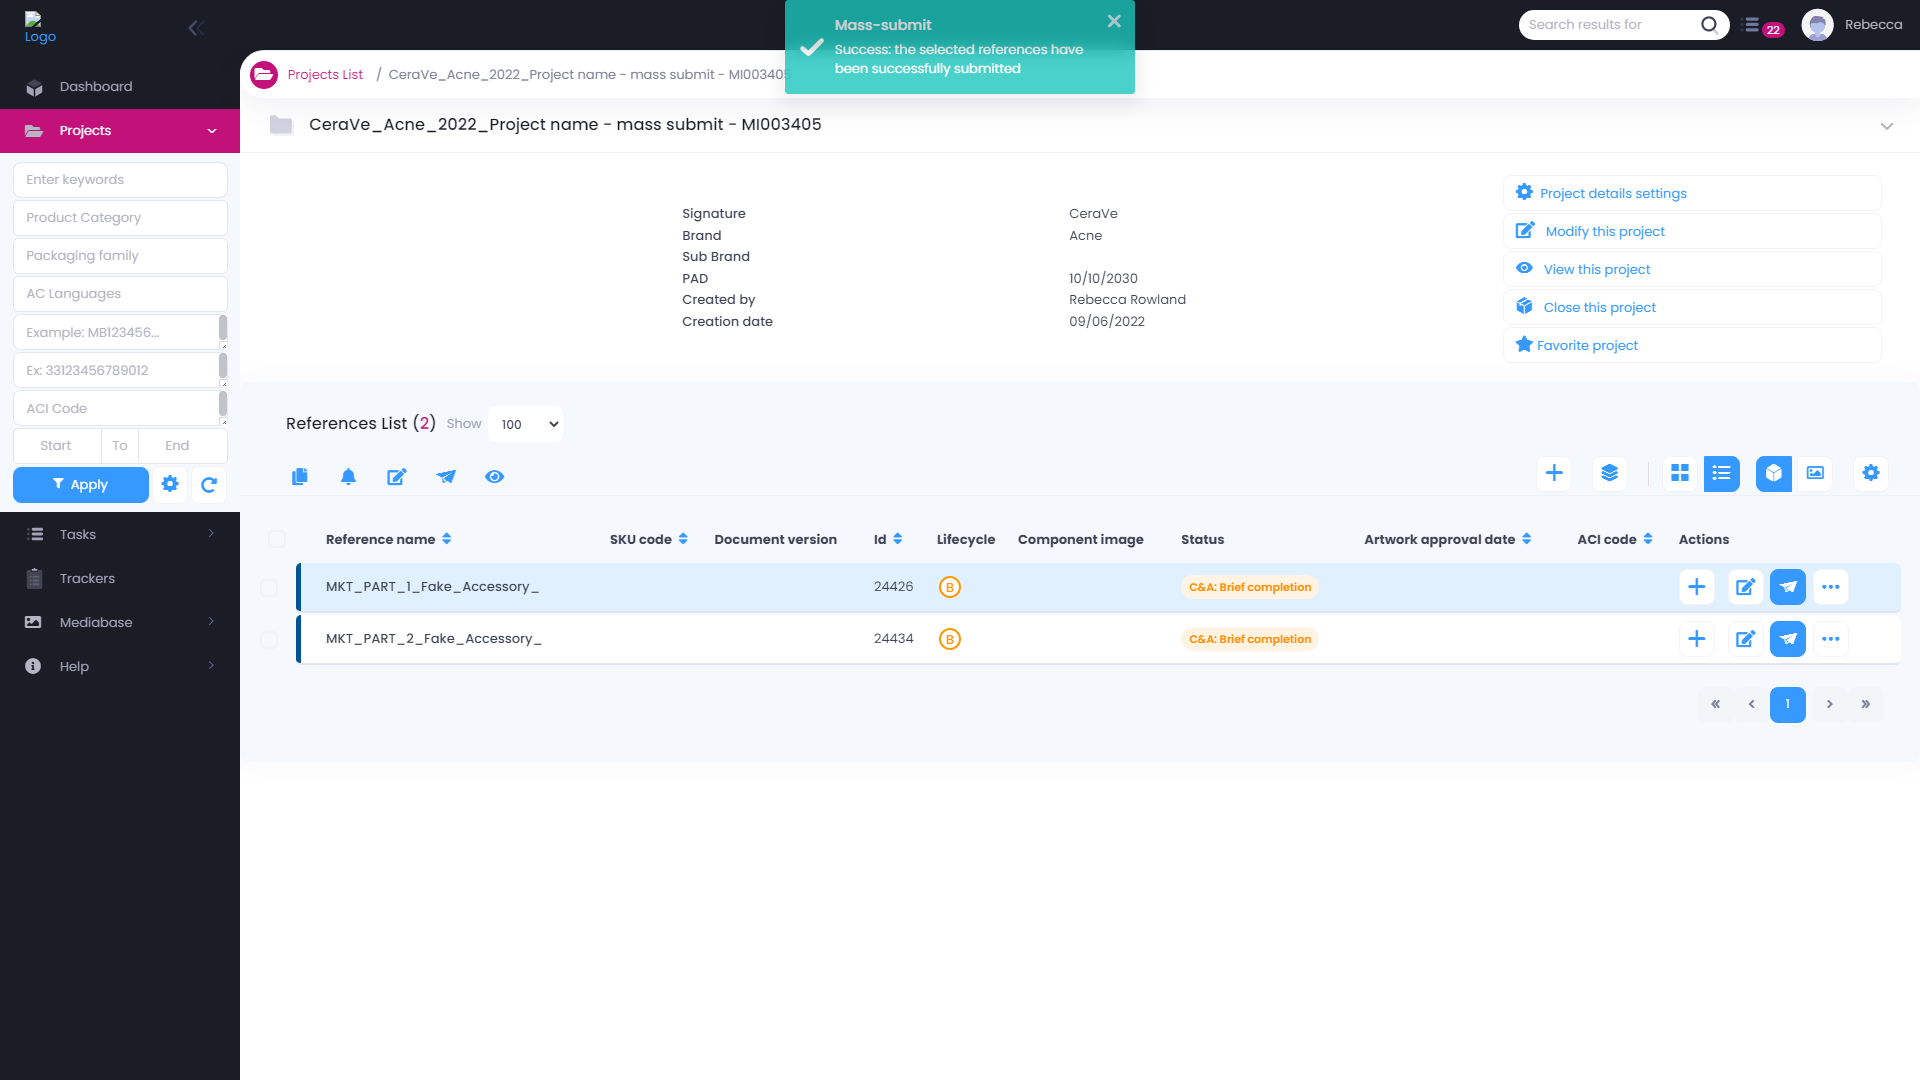 Logo
Mass-submit
Success: the selected references have
been successfully submitted
Search results for
22
Rebecca
Projects List / CeraVe_Acne_2022_Project name - mass submit - MI003405
Dashboard
Projects
CeraVe_Acne_2022_Project name - mass submit - MI003405
Enter keywords
Product Category
Packaging family
AC Languages
Example: MB123456...
Ex: 33123456789012
ACI Code
Start To End
Apply
Tasks
Trackers
Mediabase
Help
Signature CeraVe
Brand Acne
Sub Brand
PAD 10/10/2030
Created by Rebecca Rowland
Creation date 09/06/2022
Project details settings
Modify this project
View this project
Close this project
Favorite project
References List (2) Show 100
Reference name SKU code Document version Id Lifecycle Component image Status Artwork approval date ACI code Actions
MKT_PART_1_Fake_Accessory_ 24426 B C&A: Brief completion
MKT_PART_2_Fake_Accessory_ 24434 B C&A: Brief completion
« ‹ 1 › »